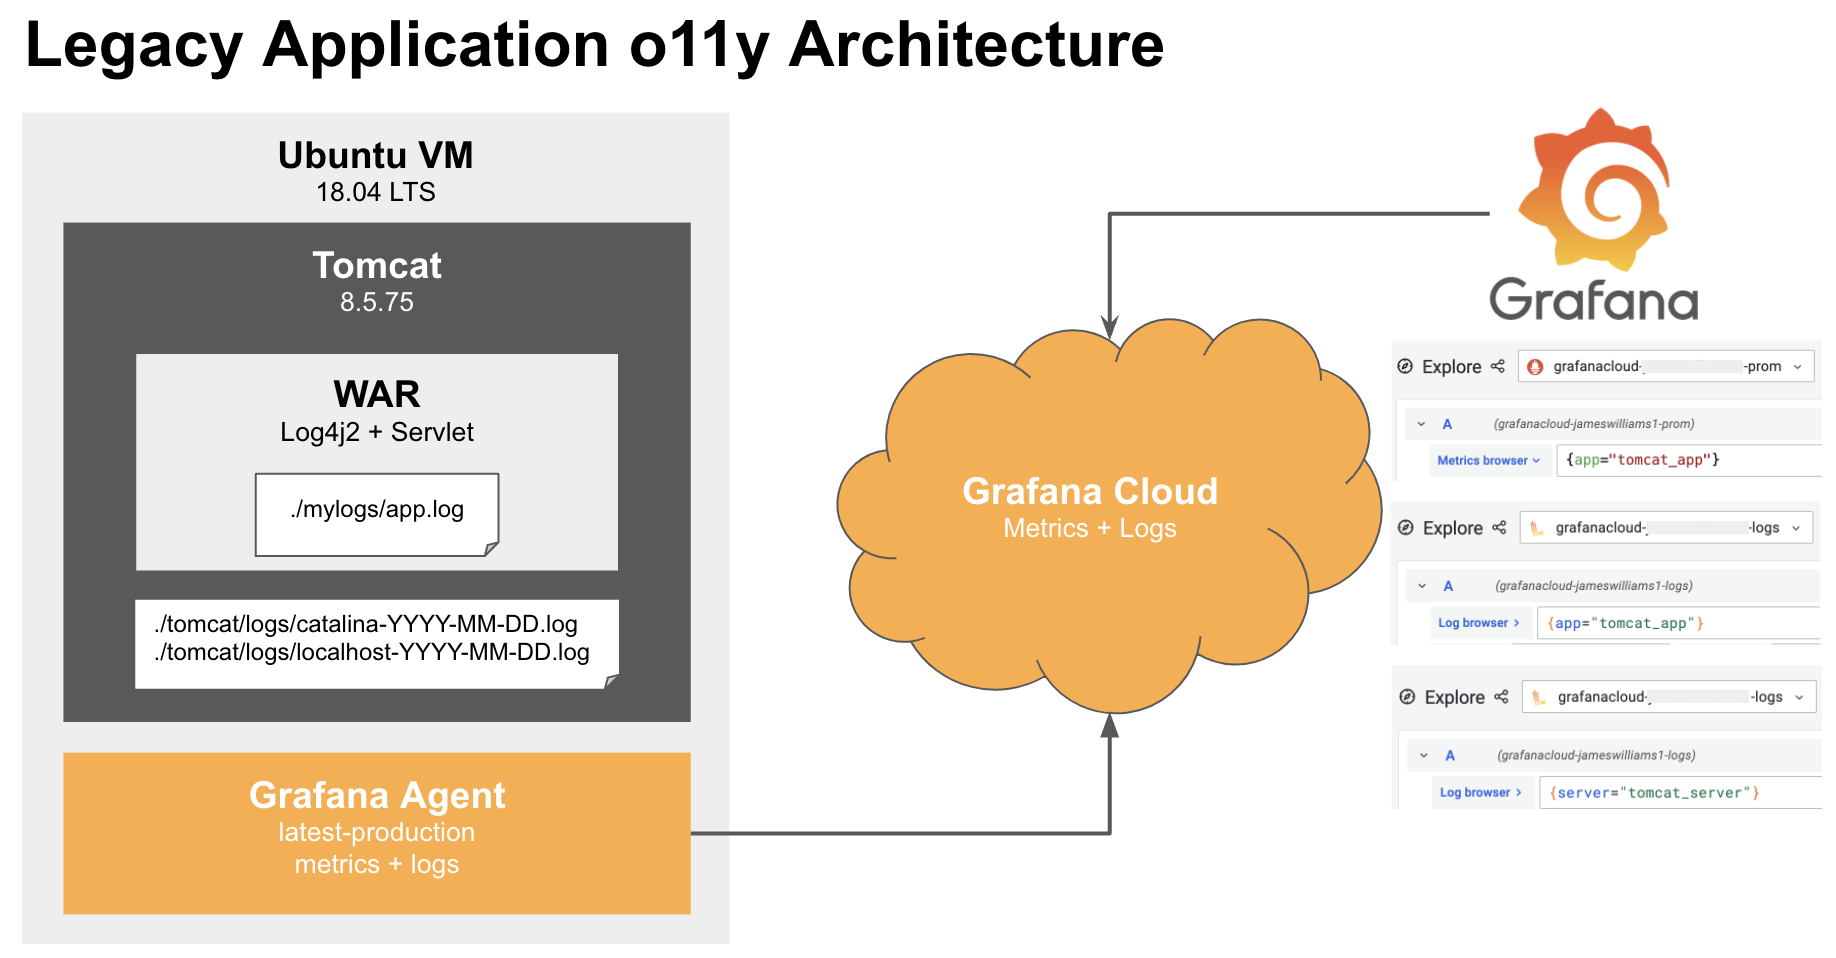 Legacy Application o11y Architecture
Ubuntu VM
18.04 LTS
Tomcat
8.5.75
WAR
Log4j2 + Servlet
./mylogs/app.log
./tomcat/logs/catalina-YYYY-MM-DD.log
./tomcat/logs/localhost-YYYY-MM-DD.log
Grafana Agent
latest-production
metrics + logs
Grafana Cloud
Metrics + Logs
Grafana
Explore grafanacloud- -prom
A (grafanacloud-jameswilliams1-prom)
Metrics browser {app="tomcat_app"}
Explore grafanacloud- -logs
A (grafanacloud-jameswilliams1-logs)
Log browser > {app="tomcat_app"}
Explore grafanacloud- -logs
A (grafanacloud-jameswilliams1-logs)
Log browser > {server="tomcat_server"}